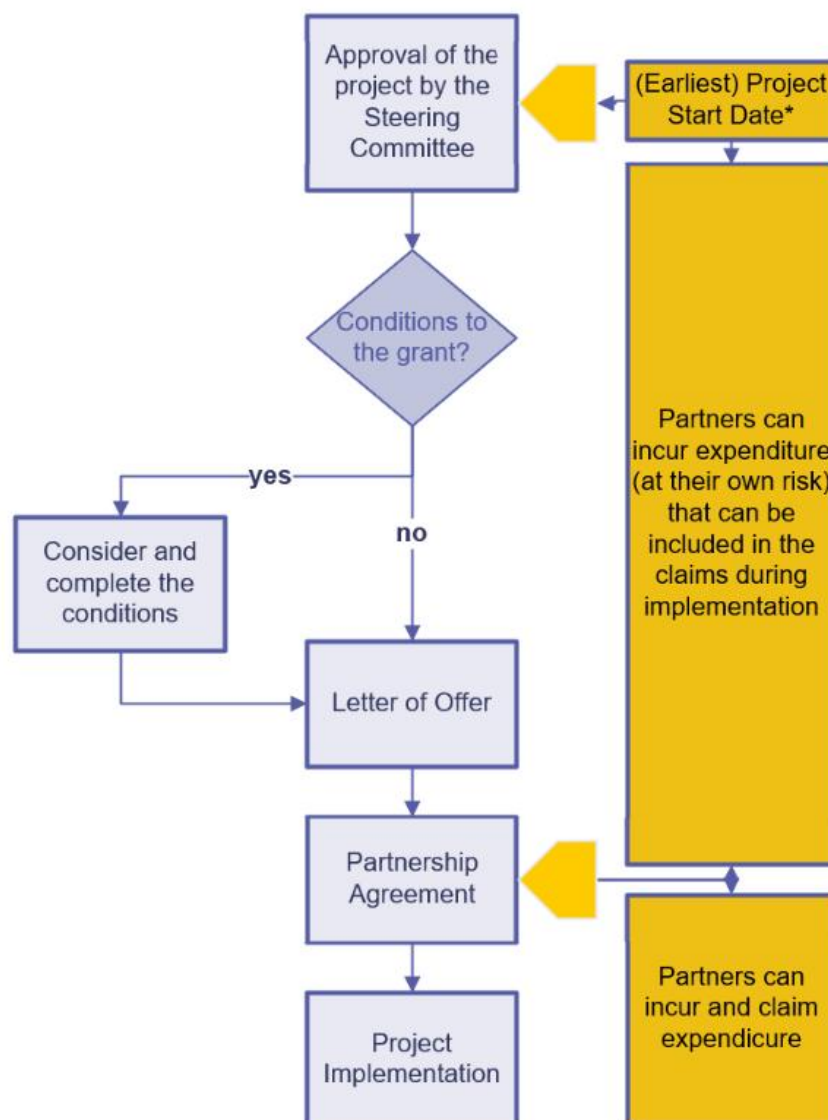 Approval of the
project by the
Steering
Committee
(Earliest) Project
Start Date*
Conditions to
the grant?
yes
no
Consider and
complete the
conditions
Partners can
incur expenditure
(at their own risk)
that can be
included in the
claims during
implementation
Letter of Offer
Partnership
Agreement
Project
Implementation
Partners can
incur and claim
expendicure